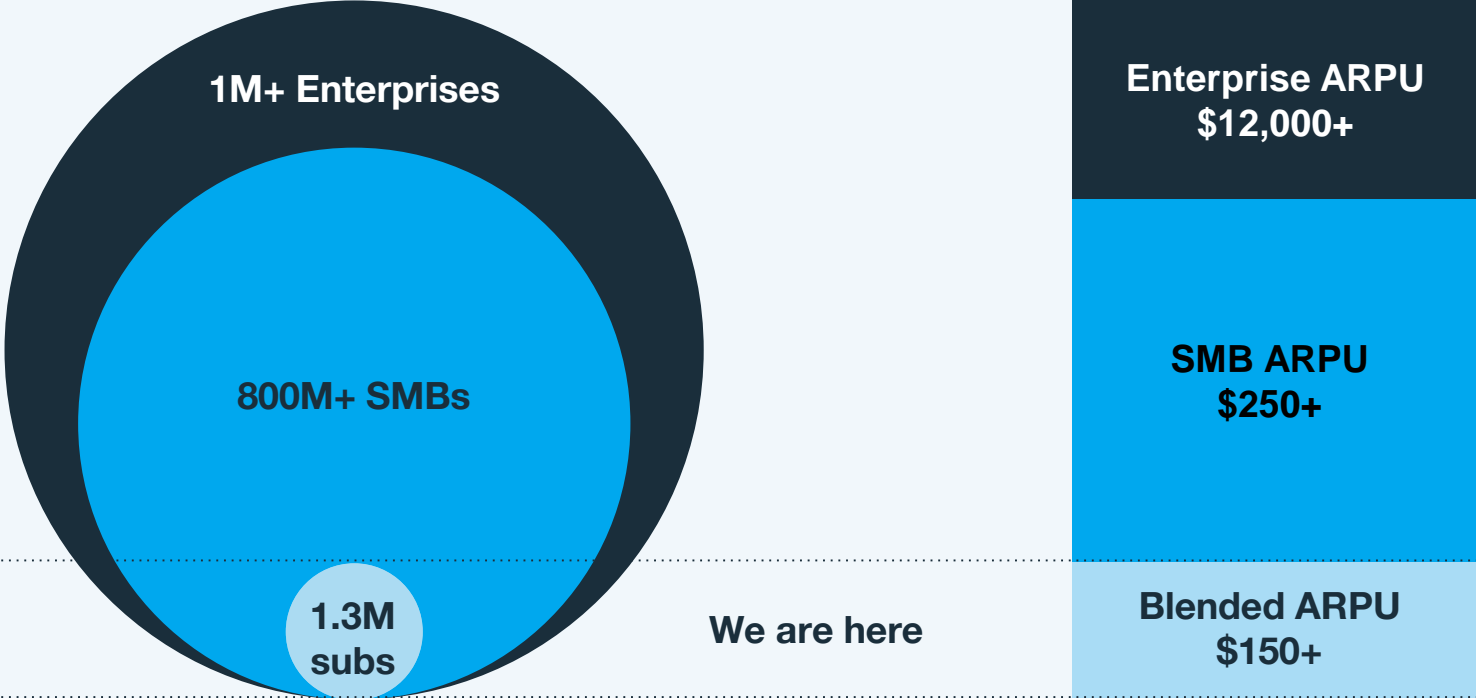 1M+ Enterprises
800M+ SMBs
1.3M
subs
We are here
Enterprise ARPU
$12,000+
SMB ARPU
$250+
Blended ARPU
$150+